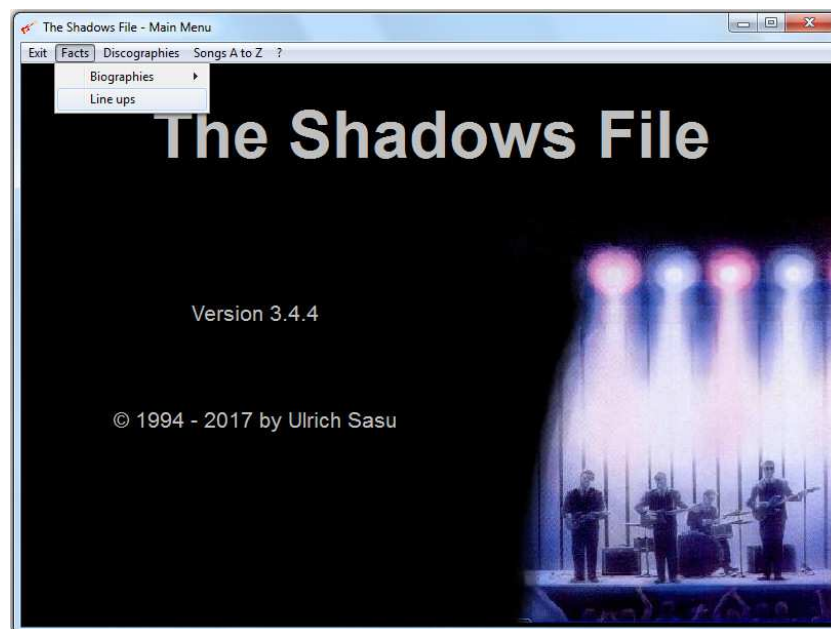 The Shadows File - Main Menu
Exit Facts Discographies Songs A to Z ?
Biographies
Line ups
The Shadows File
Version 3.4.4
© 1994 - 2017 by Ulrich Sasu